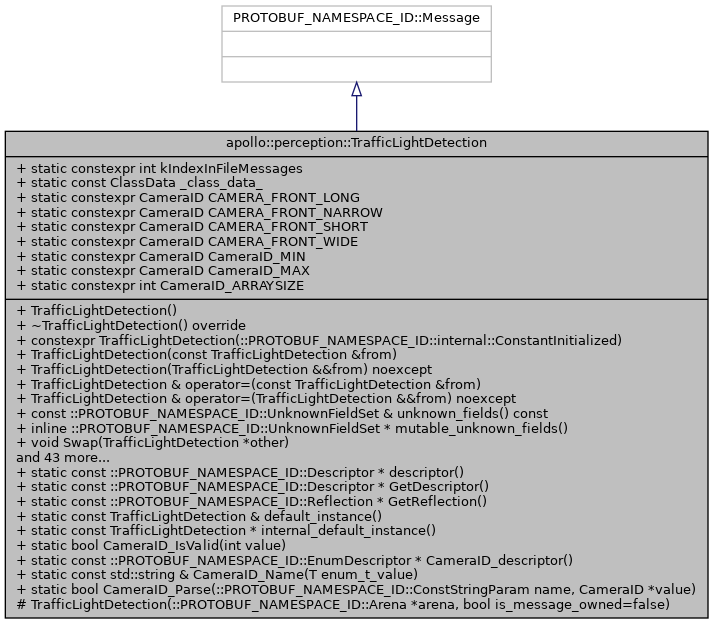 PROTOBUF_NAMESPACE_ID::Message
apollo::perception::TrafficLightDetection
+ static constexpr int kIndexInFileMessages
+ static const ClassData _class_data_
+ static constexpr CameraID CAMERA_FRONT_LONG
+ static constexpr CameraID CAMERA_FRONT_NARROW
+ static constexpr CameraID CAMERA_FRONT_SHORT
+ static constexpr CameraID CAMERA_FRONT_WIDE
+ static constexpr CameraID CameraID_MIN
+ static constexpr CameraID CameraID_MAX
+ static constexpr int CameraID_ARRAYSIZE
+ TrafficLightDetection()
+ ~TrafficLightDetection() override
+ constexpr TrafficLightDetection(::PROTOBUF_NAMESPACE_ID::internal::ConstantInitialized)
+ TrafficLightDetection(const TrafficLightDetection &from)
+ TrafficLightDetection(TrafficLightDetection &&from) noexcept
+ TrafficLightDetection & operator=(const TrafficLightDetection &from)
+ TrafficLightDetection & operator=(TrafficLightDetection &&from) noexcept
+ const ::PROTOBUF_NAMESPACE_ID::UnknownFieldSet & unknown_fields() const
+ inline ::PROTOBUF_NAMESPACE_ID::UnknownFieldSet * mutable_unknown_fields()
+ void Swap(TrafficLightDetection *other)
and 43 more...
+ static const ::PROTOBUF_NAMESPACE_ID::Descriptor * descriptor()
+ static const ::PROTOBUF_NAMESPACE_ID::Descriptor * GetDescriptor()
+ static const ::PROTOBUF_NAMESPACE_ID::Reflection * GetReflection()
+ static const TrafficLightDetection & default_instance()
+ static const TrafficLightDetection * internal_default_instance()
+ static bool CameraID_IsValid(int value)
+ static const ::PROTOBUF_NAMESPACE_ID::EnumDescriptor * CameraID_descriptor()
+ static const std::string & CameraID_Name(T enum_t_value)
+ static bool CameraID_Parse(::PROTOBUF_NAMESPACE_ID::ConstStringParam name, CameraID *value)
# TrafficLightDetection(::PROTOBUF_NAMESPACE_ID::Arena *arena, bool is_message_owned=false)